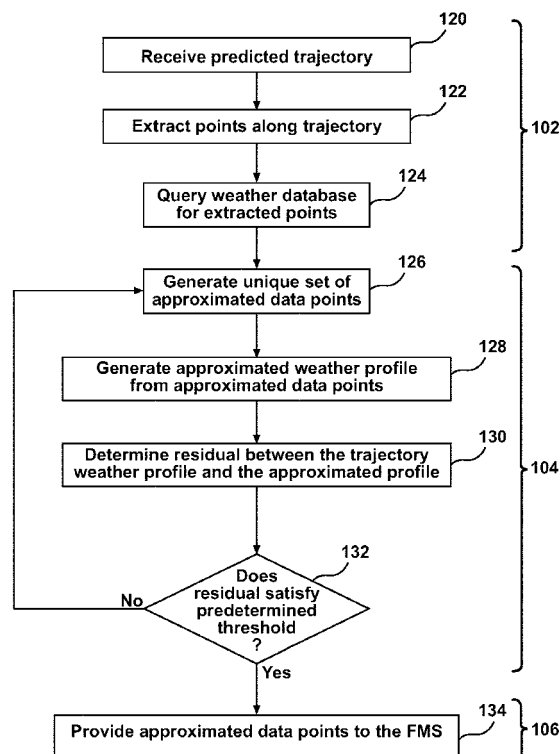 120
Receive predicted trajectory
122
Extract points along trajectory
102
124
Query weather database
for extracted points
126
Generate unique set of
approximated data points
128
Generate approximated weather profile
from approximated data points
130
Determine residual between the trajectory
weather profile and the approximated profile
104
132
Does
residual satisfy
predetermined
threshold
?
No
Yes
134
Provide approximated data points to the FMS
106